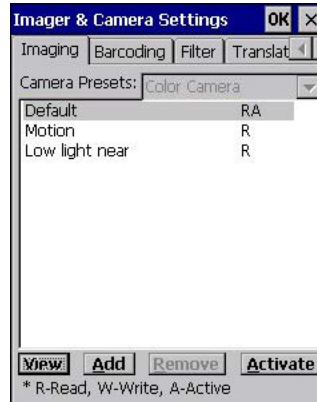 Imager & Camera Settings OK ×
Imaging Barcoding Filter Translat
Camera Presets: Color Camera
Default RA
Motion R
Low light near R
View Add Remove Activate
* R-Read, W-Write, A-Active